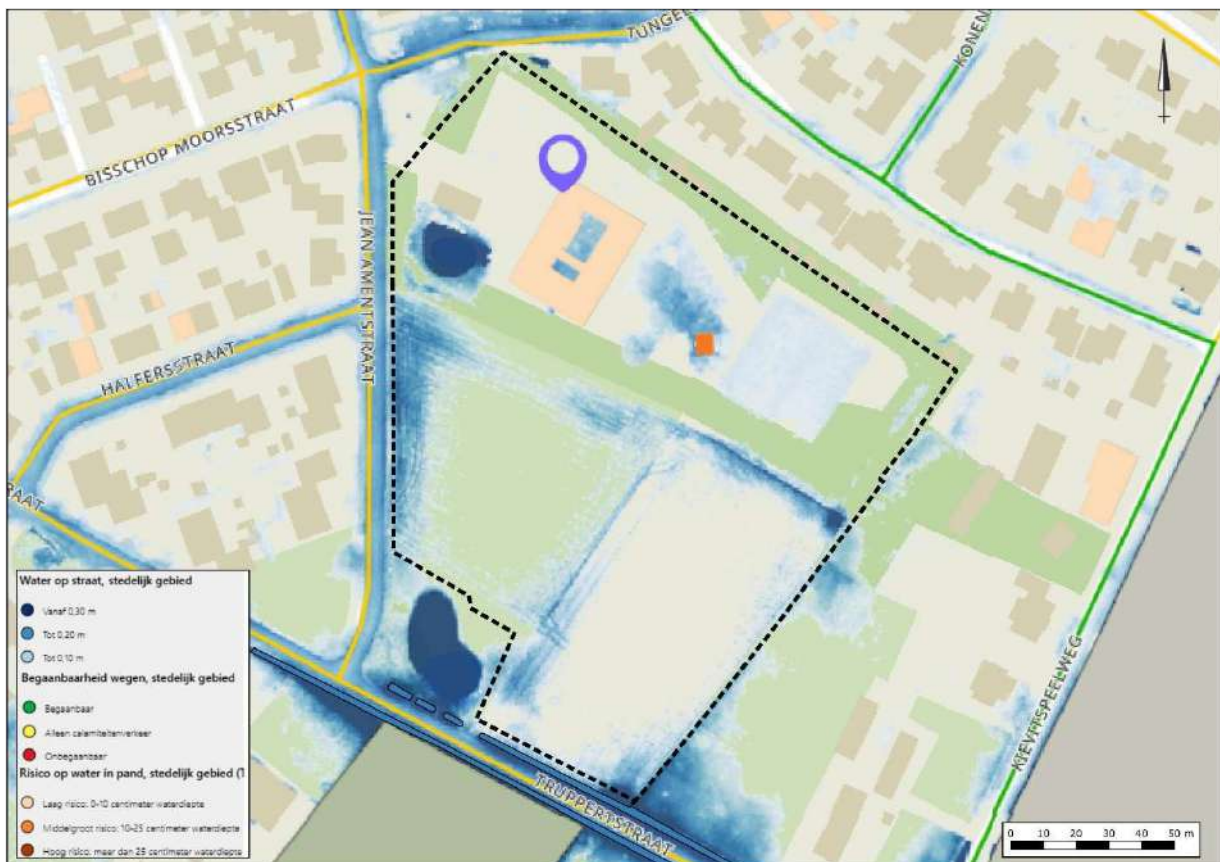 TUNGEL
KONEN
BISSCHOP MOORSSTRAAT
JEAN AMENTSTRAAT
HALFERSSTRAAT
RAAT
Water op straat, stedelijk gebied
Vanaf 0,30 m
Tot 0,20 m
Tot 0,10 m
Begaanbaarheid wegen, stedelijk gebied
Begaanbaar
Alleen calamiteitenverkeer
Onbegaanbaar
Risico op water in pand, stedelijk gebied (1
Laag risico: 0-10 centimeter waterdiepte
Middelgroot risico: 10-25 centimeter waterdiepte
Hoog risico: meer dan 25 centimeter waterdiepte
TRUPPERTSTRAAT
KIEVITSPEELWEG
0 10 20 30 40 50 m